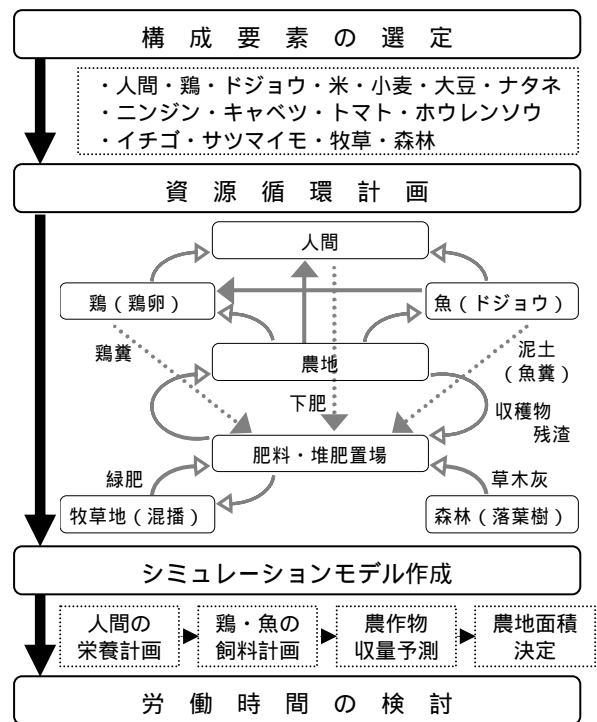 構成要素の選定
・人間・鶏・ドジョウ・米・小麦・大豆・ナタネ
・ニンジン・キャベツ・トマト・ホウレンソウ
・イチゴ・サツマイモ・牧草・森林
資源循環計画
人間
鶏（鶏卵）
魚（ドジョウ）
鶏糞
農地
泥土
（魚糞）
下肥
収穫物
残渣
肥料・堆肥置場
緑肥
草木灰
牧草地（混播）
森林（落葉樹）
シミュレーションモデル作成
人間の
栄養計画
鶏・魚の
飼料計画
農作物
収量予測
農地面積
決定
労働時間の検討